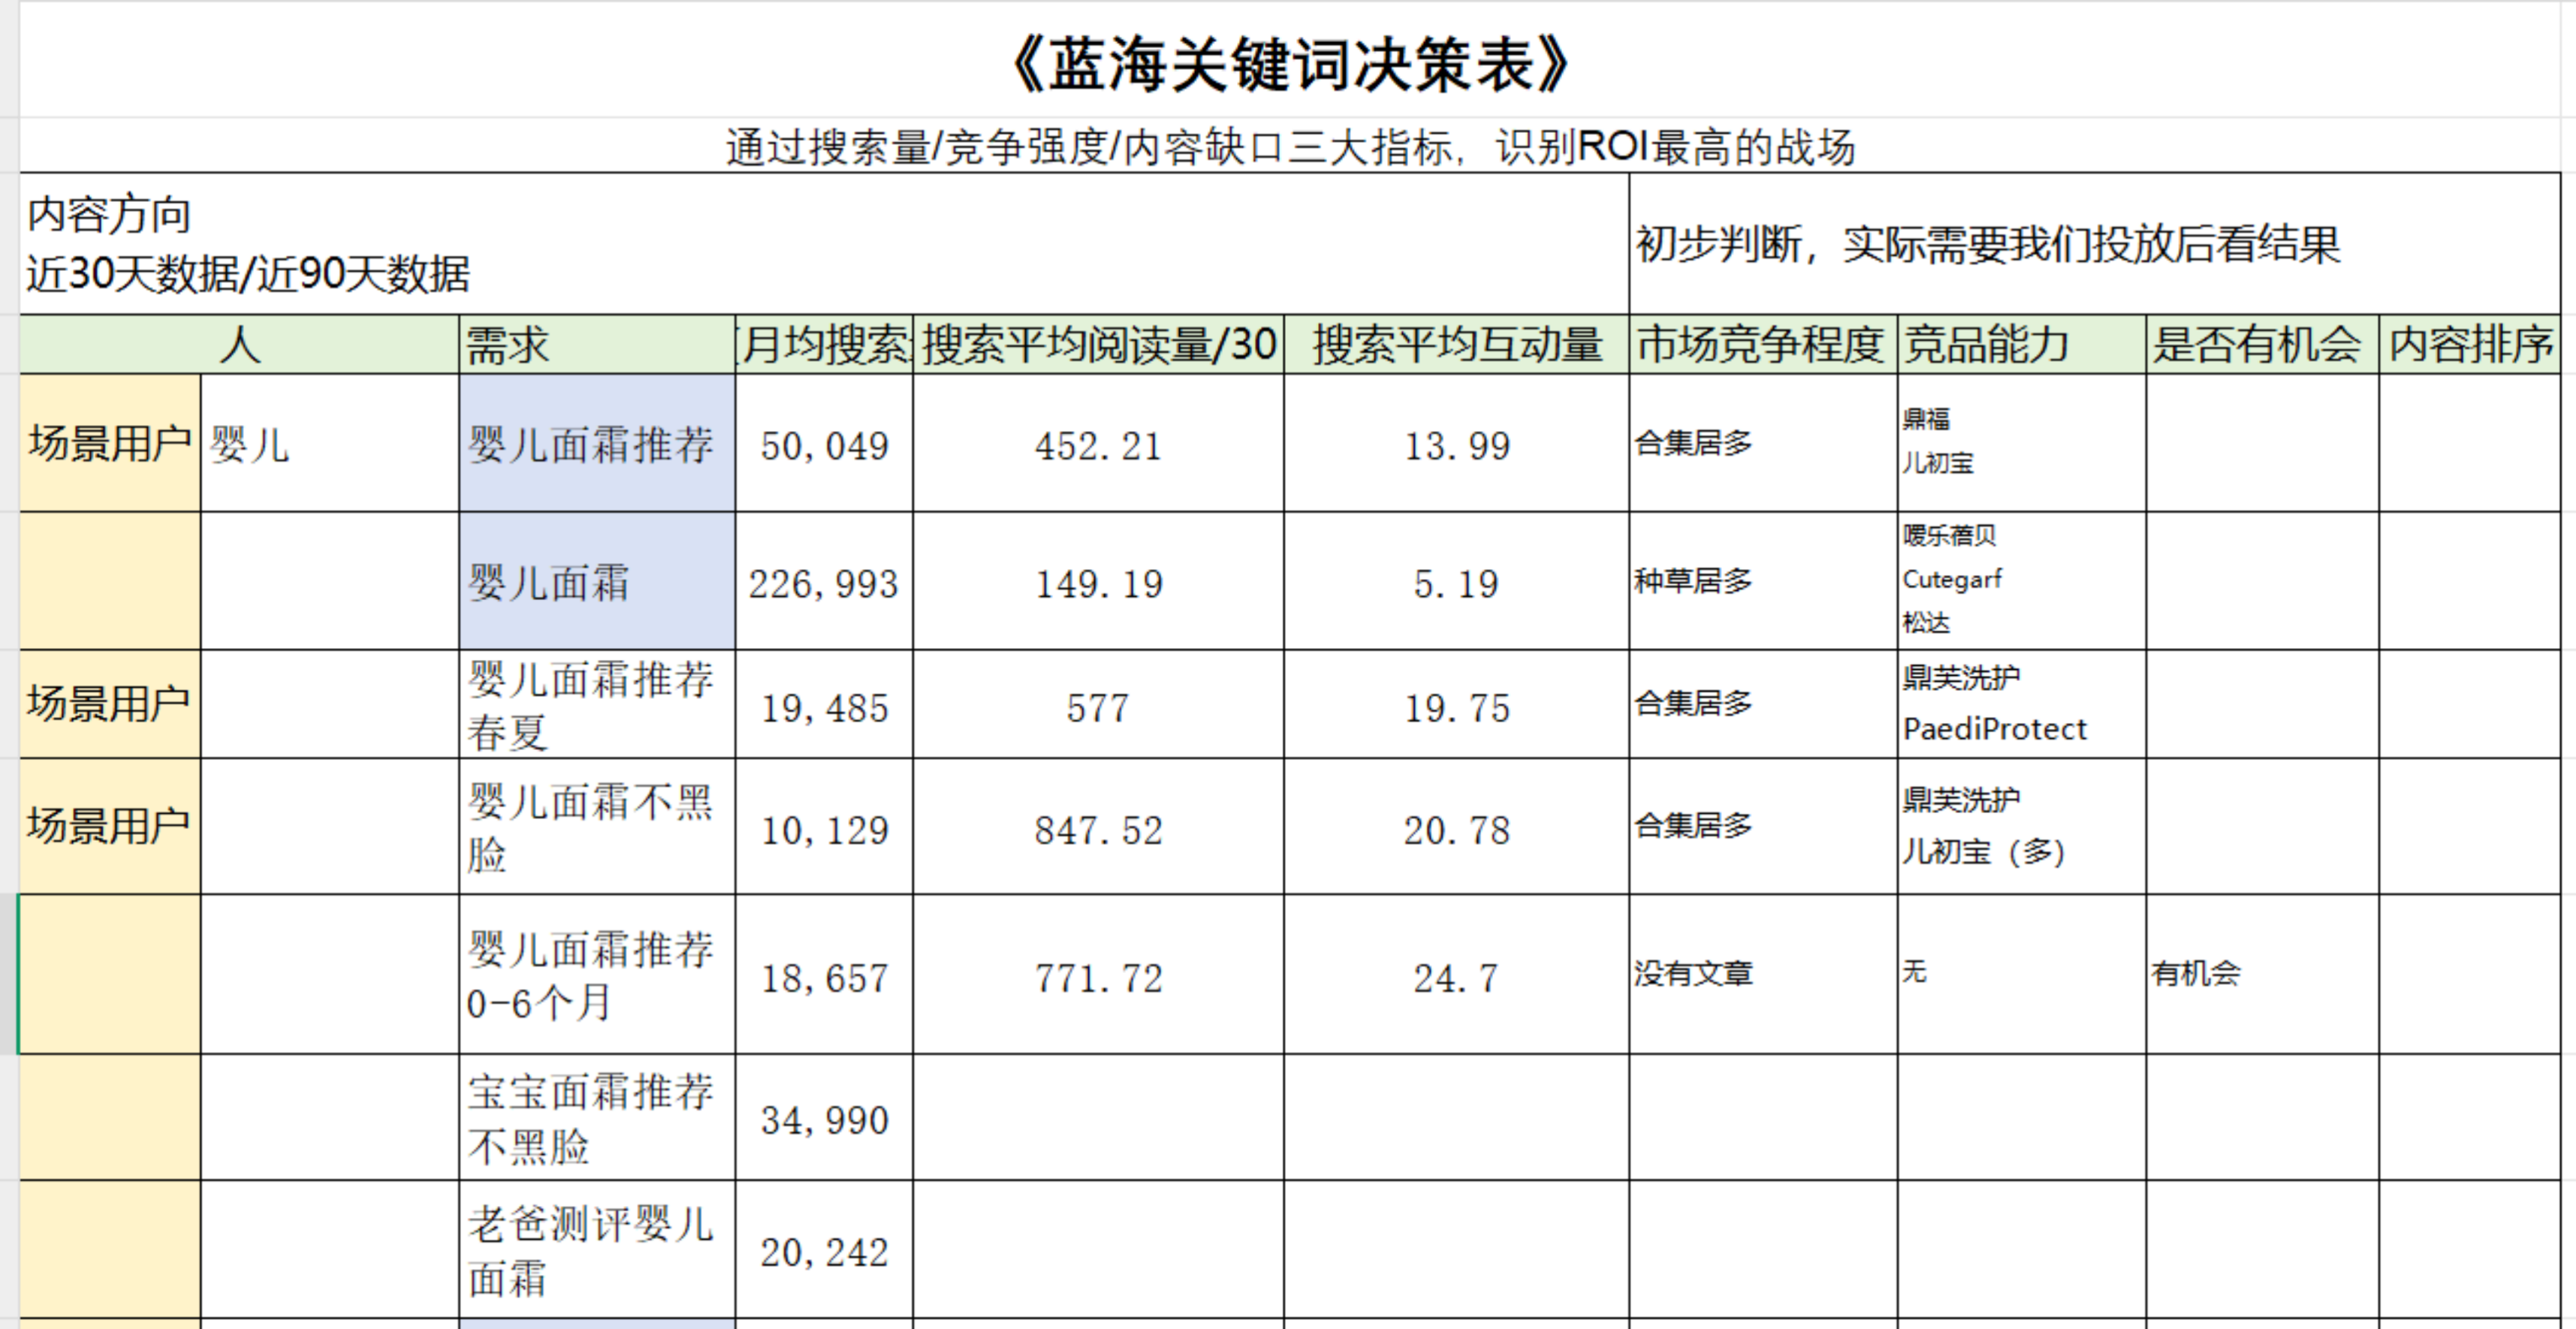 《蓝海关键词决策表》
通过搜索量/竞争强度/内容缺口三大指标，识别ROI最高的战场
内容方向
近30天数据/近90天数据
初步判断，实际需要我们投放后看结果
人
需求
月均搜索
搜索平均阅读量/30
搜索平均互动量
市场竞争程度
竞品能力
是否有机会
内容排序
场景用户
婴儿
婴儿面霜推荐
50,049
452.21
13.99
合集居多
鼎福
儿初宝
婴儿面霜
226,993
149.19
5.19
种草居多
嗳乐蓓贝
Cutegarf
松达
场景用户
婴儿面霜推荐
春夏
19,485
577
19.75
合集居多
鼎芙洗护
PaediProtect
场景用户
婴儿面霜不黑
脸
10,129
847.52
20.78
合集居多
鼎芙洗护
儿初宝（多）
婴儿面霜推荐
0-6个月
18,657
771.72
24.7
没有文章
无
有机会
宝宝面霜推荐
不黑脸
34,990
老爸测评婴儿
面霜
20,242